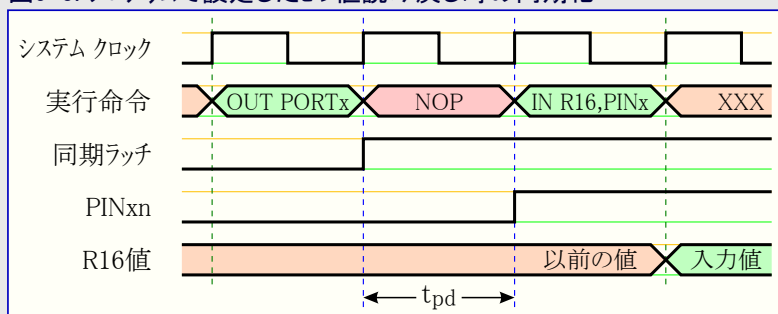 システム クロック
実行命令
OUT PORTx
NOP
IN R16,PINx
XXX
同期ラッチ
PINxn
R16値
以前の値
入力値
tpd